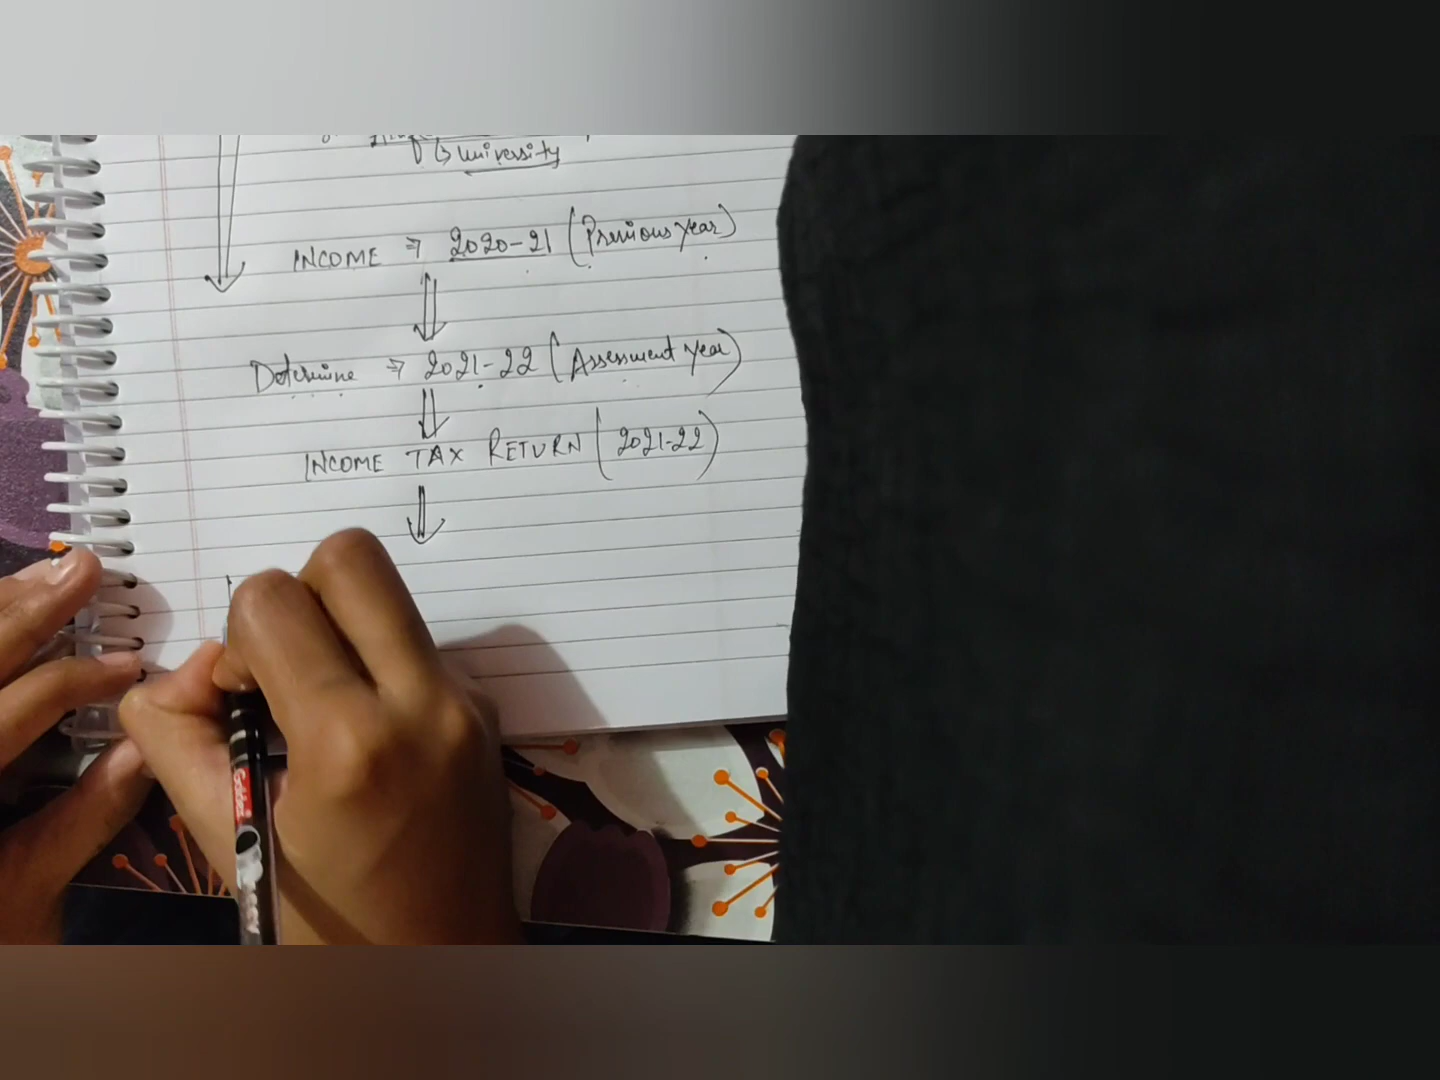 ↳ University
INCOME ⇒ 2020-21 (Previous Year)
Determine ⇒ 2021-22 (Assessment Year)
INCOME TAX RETURN (2021-22)